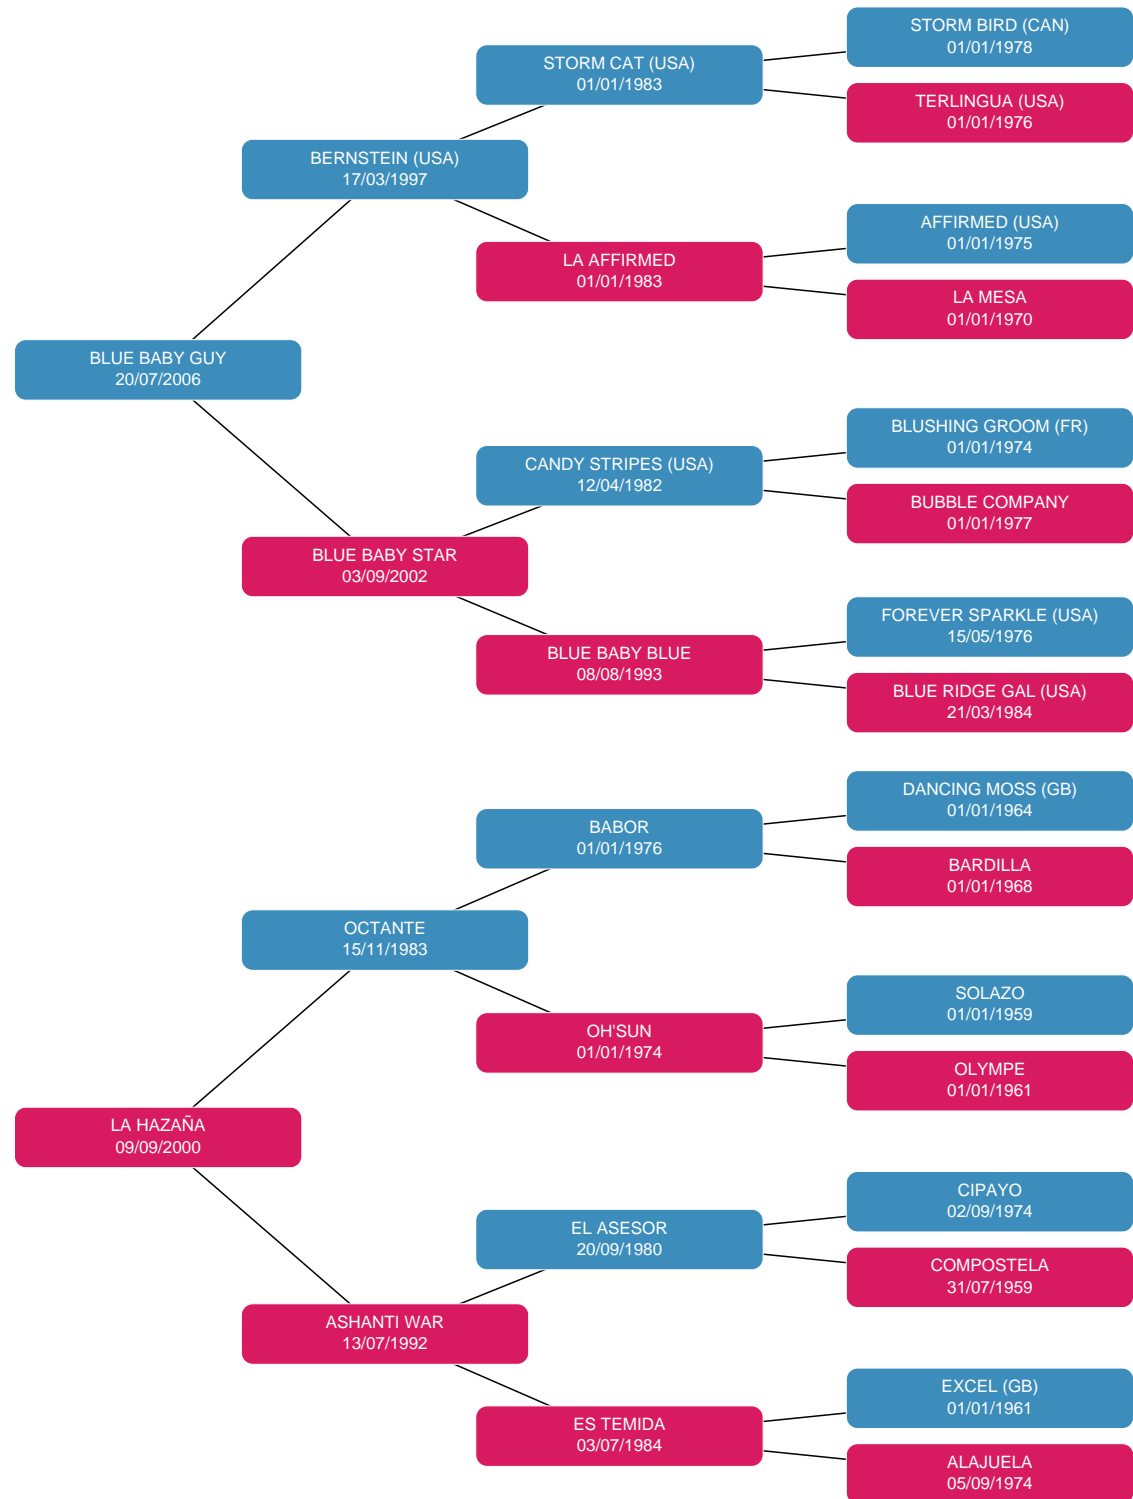 STORM BIRD (CAN)
01/01/1978
STORM CAT (USA)
01/01/1983
TERLINGUA (USA)
01/01/1976
BERNSTEIN (USA)
17/03/1997
AFFIRMED (USA)
01/01/1975
LA AFFIRMED
01/01/1983
LA MESA
01/01/1970
BLUE BABY GUY
20/07/2006
BLUSHING GROOM (FR)
01/01/1974
CANDY STRIPES (USA)
12/04/1982
BUBBLE COMPANY
01/01/1977
BLUE BABY STAR
03/09/2002
FOREVER SPARKLE (USA)
15/05/1976
BLUE BABY BLUE
08/08/1993
BLUE RIDGE GAL (USA)
21/03/1984
DANCING MOSS (GB)
01/01/1964
BABOR
01/01/1976
BARDILLA
01/01/1968
OCTANTE
15/11/1983
SOLAZO
01/01/1959
OH'SUN
01/01/1974
OLYMPE
01/01/1961
LA HAZAÑA
09/09/2000
CIPAYO
02/09/1974
EL ASESOR
20/09/1980
COMPOSTELA
31/07/1959
ASHANTI WAR
13/07/1992
EXCEL (GB)
01/01/1961
ES TEMIDA
03/07/1984
ALAJUELA
05/09/1974